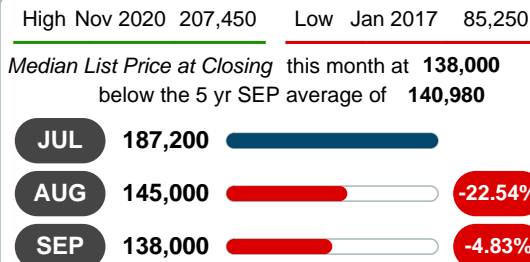 High Nov 2020 207,450 Low Jan 2017 85,250
Median List Price at Closing this month at 138,000
below the 5 yr SEP average of 140,980
JUL 187,200
AUG 145,000 -22.54%
SEP 138,000 -4.83%